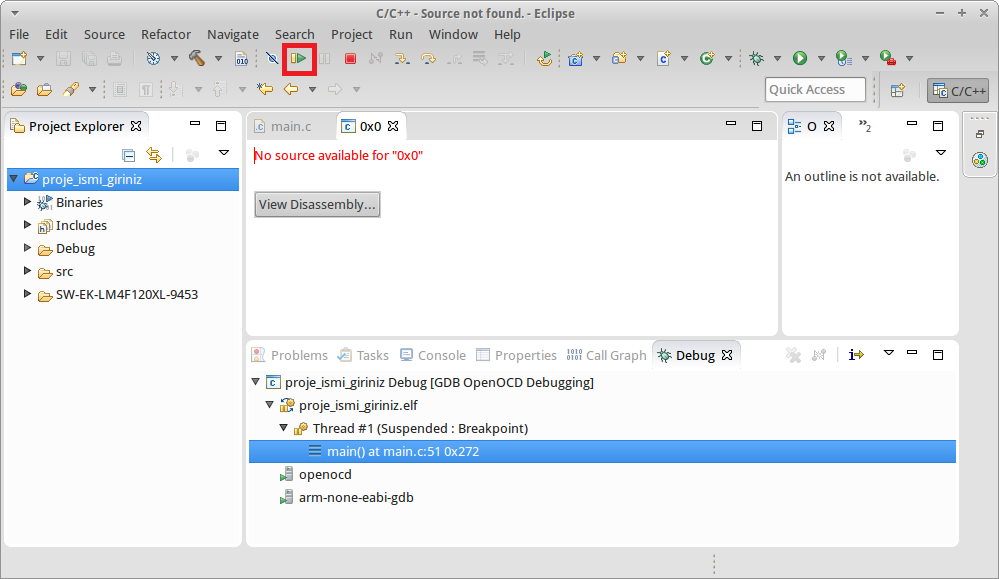 C/C++ - Source not found. - Eclipse
File Edit Source Refactor Navigate Search Project Run Window Help
010
Quick Access
C/C++
Project Explorer
main.c
0x0
O
»2
No source available for "0x0"
An outline is not available.
View Disassembly...
proje_ismi_giriniz
Binaries
Includes
Debug
src
SW-EK-LM4F120XL-9453
Problems Tasks Console Properties Call Graph Debug
proje_ismi_giriniz Debug [GDB OpenOCD Debugging]
proje_ismi_giriniz.elf
Thread #1 (Suspended : Breakpoint)
main() at main.c:51 0x272
openocd
arm-none-eabi-gdb